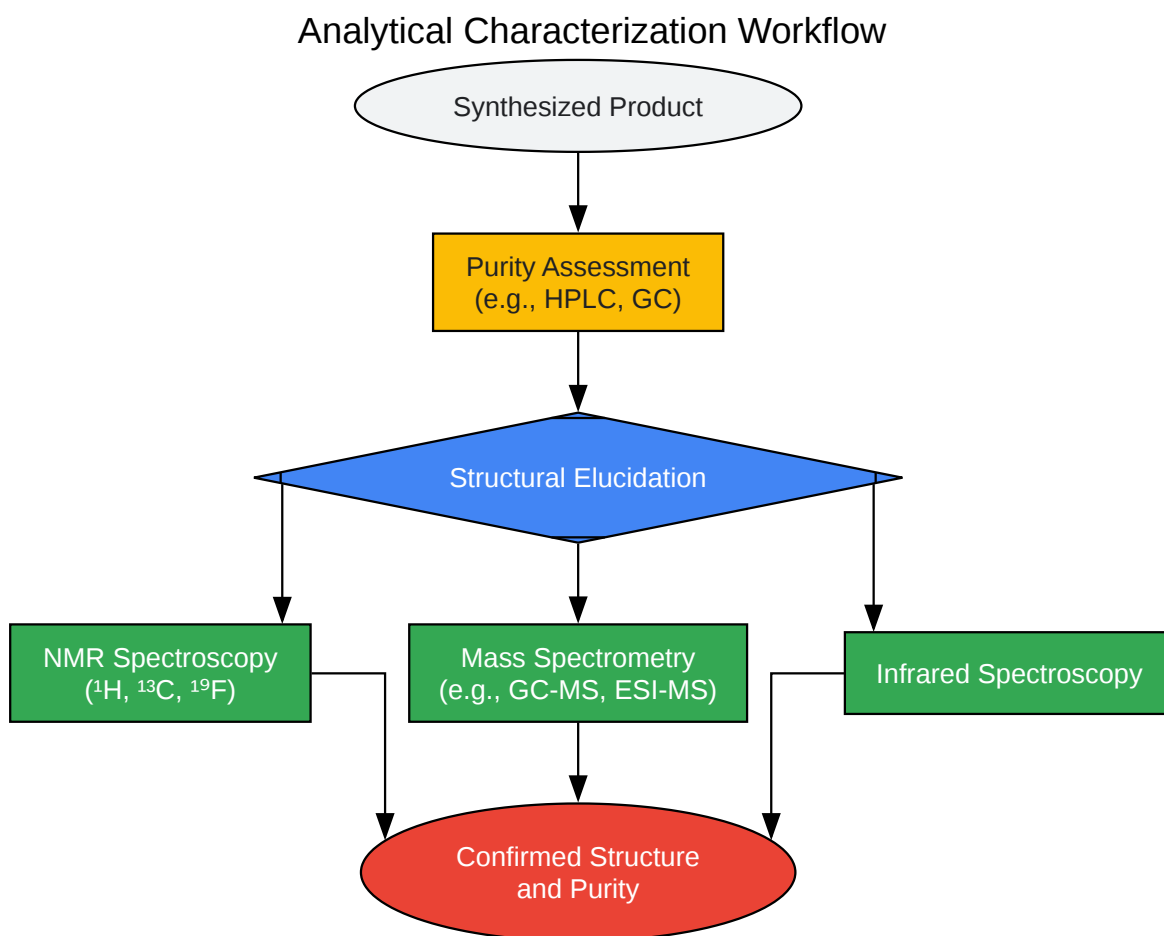 Analytical Characterization Workflow
Synthesized Product
Purity Assessment
(e.g., HPLC, GC)
Structural Elucidation
NMR Spectroscopy
(¹H, ¹³C, ¹⁹F)
Mass Spectrometry
(e.g., GC-MS, ESI-MS)
Infrared Spectroscopy
Confirmed Structure
and Purity